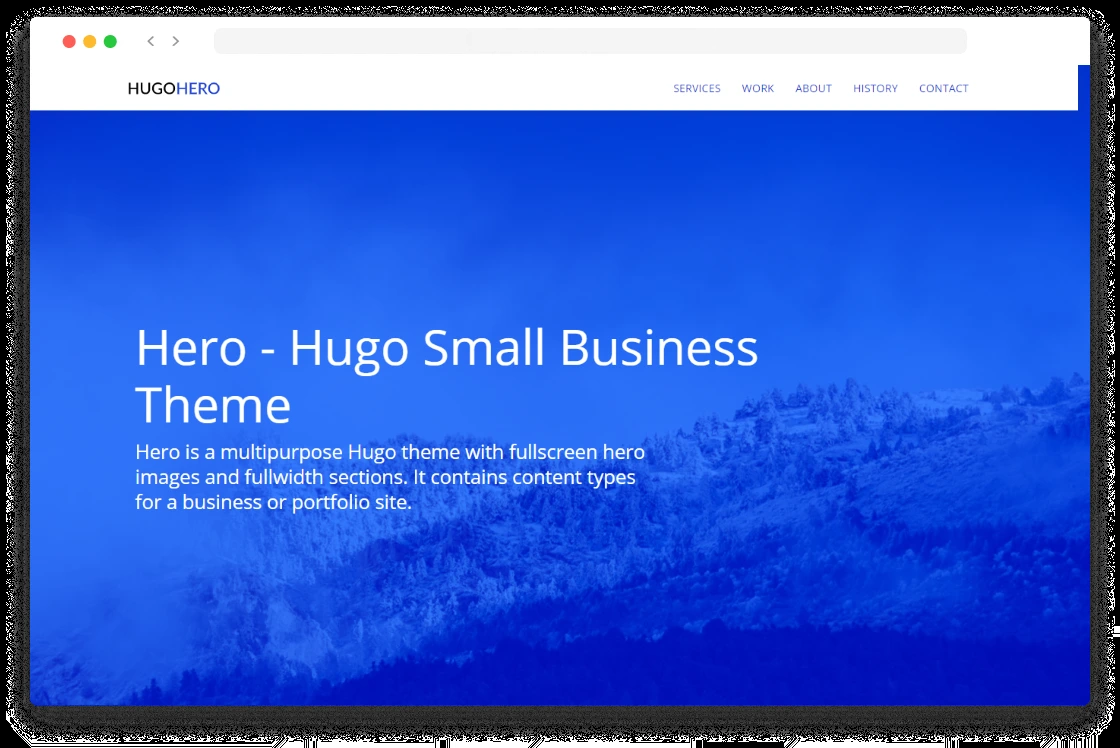 HUGOHERO
SERVICES WORK ABOUT HISTORY CONTACT
Hero - Hugo Small Business
Theme
Hero is a multipurpose Hugo theme with fullscreen hero
images and fullwidth sections. It contains content types
for a business or portfolio site.